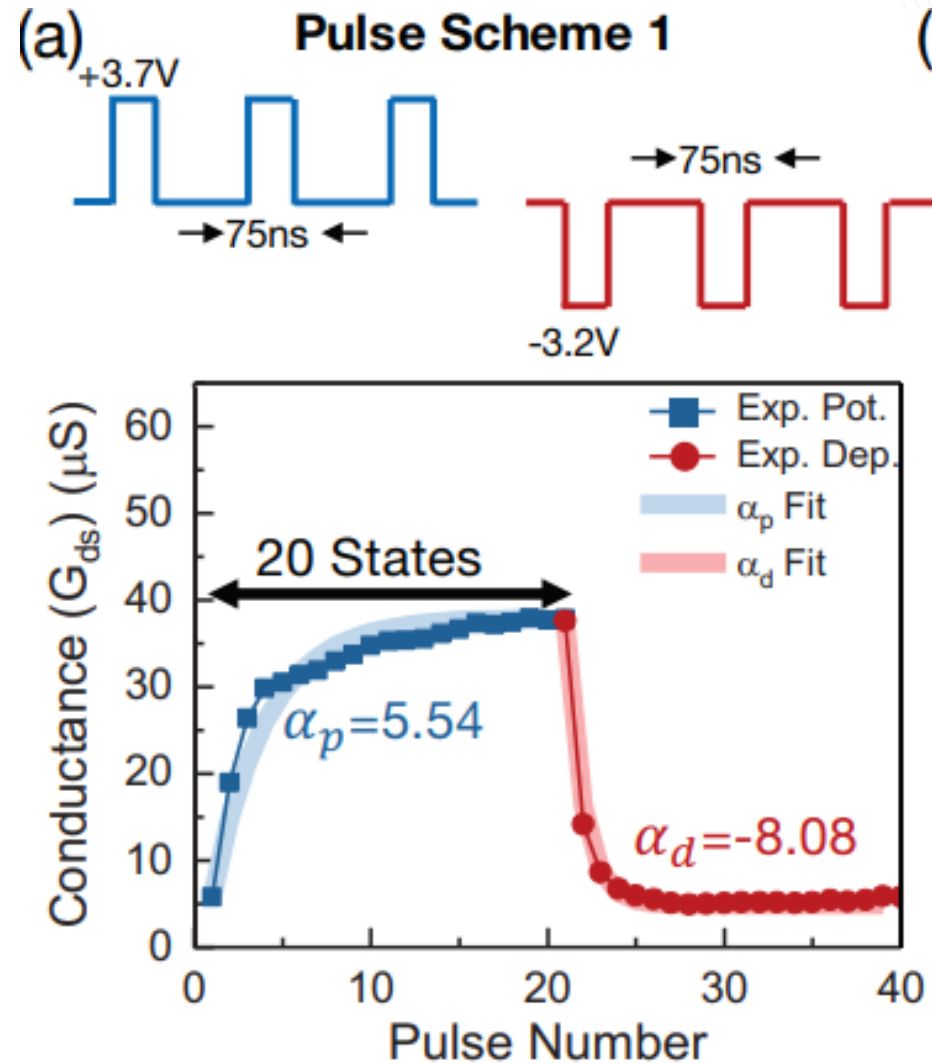 (a) Pulse Scheme 1 (
+3.7V
75ns
75ns
-3.2V
Conductance (G_ds) (μS)
60
50
40
30
20
10
0
Exp. Pot.
Exp. Dep.
α_p Fit
α_d Fit
20 States
α_p=5.54
α_d=-8.08
0 10 20 30 40
Pulse Number